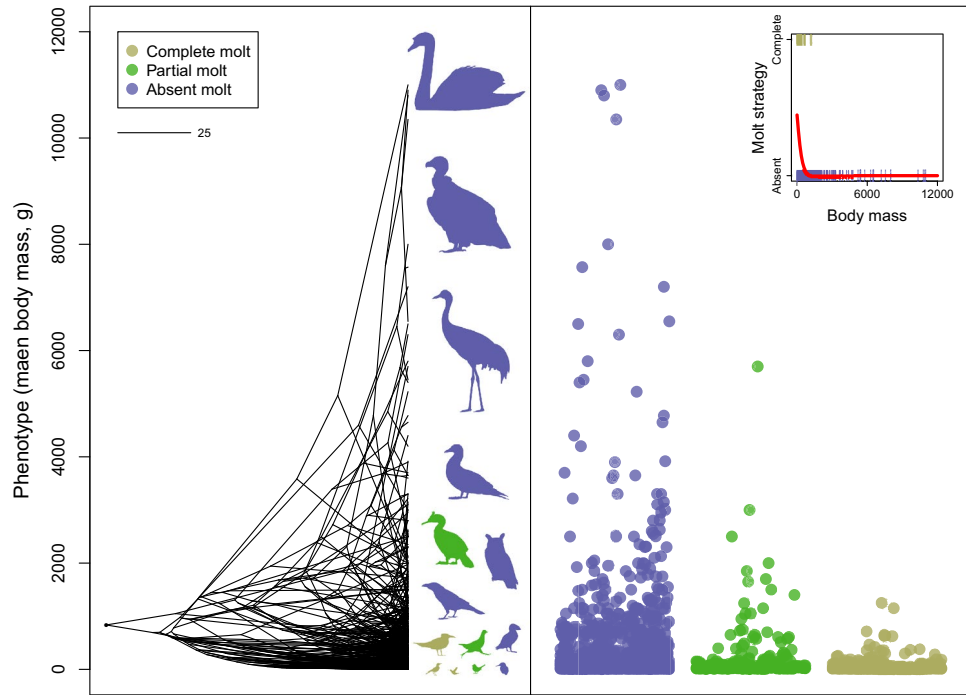 Phenotype (maen body mass, g)
12000
10000
8000
6000
4000
2000
0
Complete molt
Partial molt
Absent molt
25
Molt strategy
Complete
Absent
0 6000 12000
Body mass